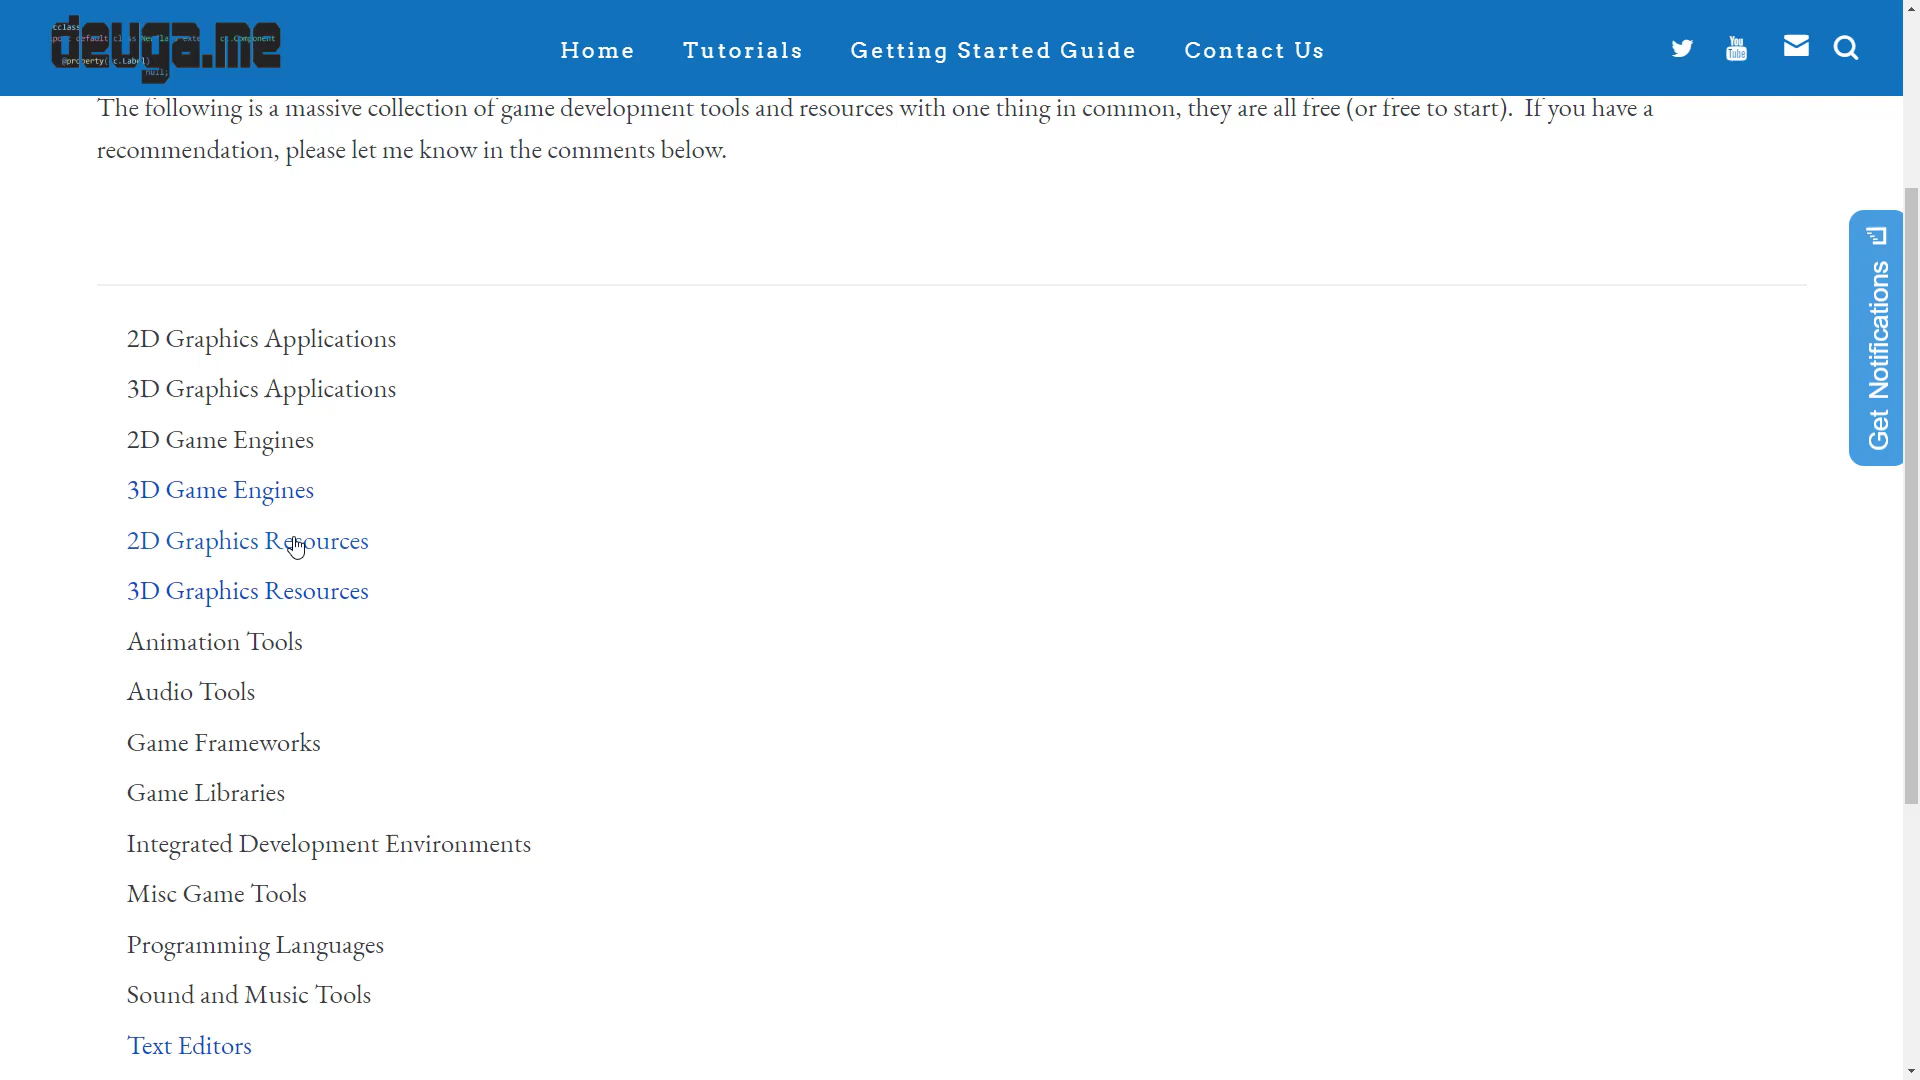 devga.me
Home
Tutorials
Getting Started Guide
Contact Us
You
Tube
The following is a massive collection of game development tools and resources with one thing in common, they are all free (or free to start).  If you have a
recommendation, please let me know in the comments below.
Get Notifications
2D Graphics Applications
3D Graphics Applications
2D Game Engines
3D Game Engines
2D Graphics Resources
3D Graphics Resources
Animation Tools
Audio Tools
Game Frameworks
Game Libraries
Integrated Development Environments
Misc Game Tools
Programming Languages
Sound and Music Tools
Text Editors